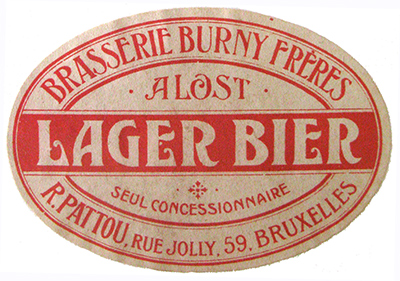 BRASSERIE BURNY FRÈRES
· ALOST ·
LAGER BIER
SEUL CONCESSIONNAIRE
R. PATTOU, RUE JOLLY, 59. BRUXELLES